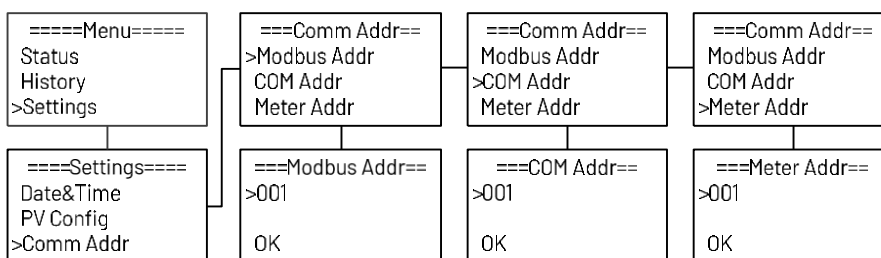 =====Menu=====
Status
History
>Settings
===Comm Addr==
>Modbus Addr
COM Addr
Meter Addr
===Comm Addr==
Modbus Addr
>COM Addr
Meter Addr
===Comm Addr==
Modbus Addr
COM Addr
>Meter Addr
====Settings====
Date&Time
PV Config
>Comm Addr
===Modbus Addr==
>001
OK
===COM Addr==
>001
OK
===Meter Addr==
>001
OK